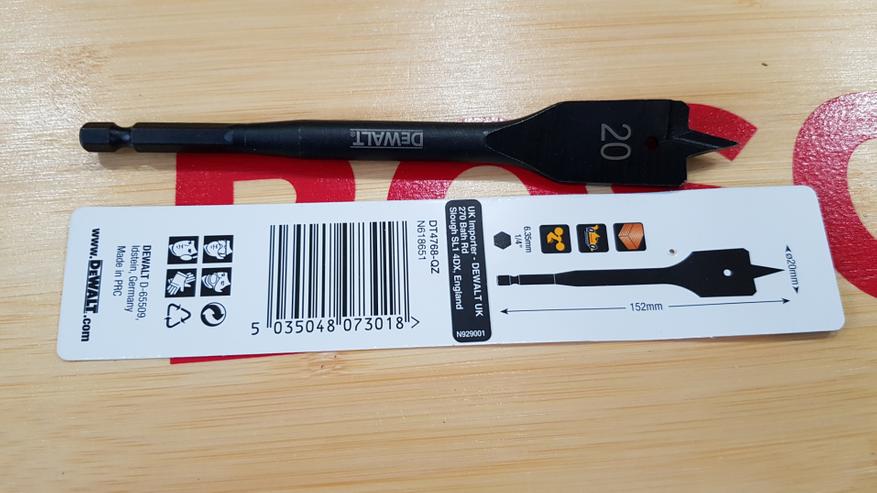 DEWALT®
20
BOSC
www.DEWALT.com
DEWALT D-65509,
Idstein, Germany
Made in PRC
5 035048 073018 >
DT4768-QZ
N618651
UK Importer - DEWALT UK
270 Bath Rd
Slough SL1 4DX, England
N929001
6.35mm
1/4"
152mm
ø20mm